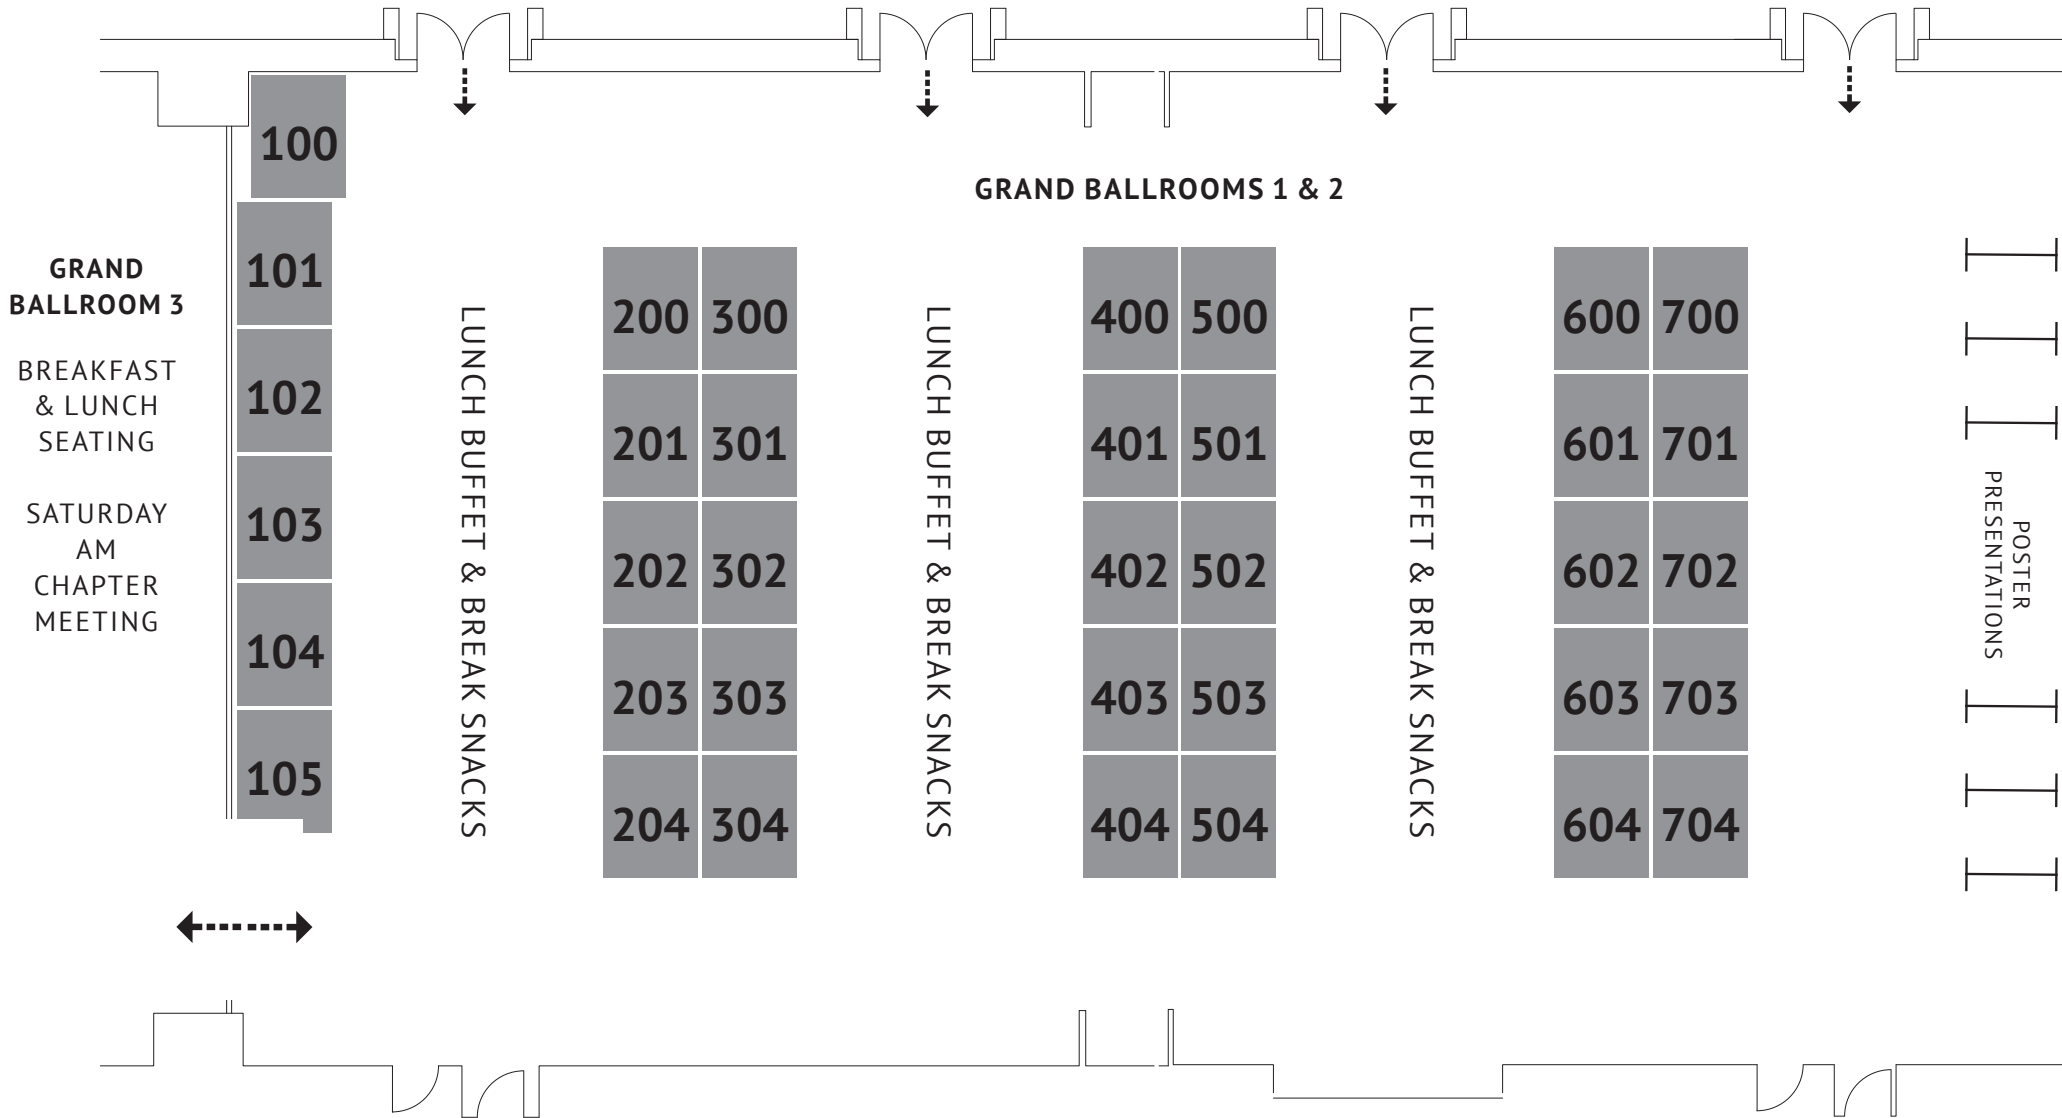 100
GRAND BALLROOMS 1 & 2
GRAND
BALLROOM 3
BREAKFAST
& LUNCH
SEATING
SATURDAY
AM
CHAPTER
MEETING
101
102
103
104
105
LUNCH BUFFET & BREAK SNACKS
200 300
201 301
202 302
203 303
204 304
LUNCH BUFFET & BREAK SNACKS
400 500
401 501
402 502
403 503
404 504
LUNCH BUFFET & BREAK SNACKS
600 700
601 701
602 702
603 703
604 704
POSTER
PRESENTATIONS